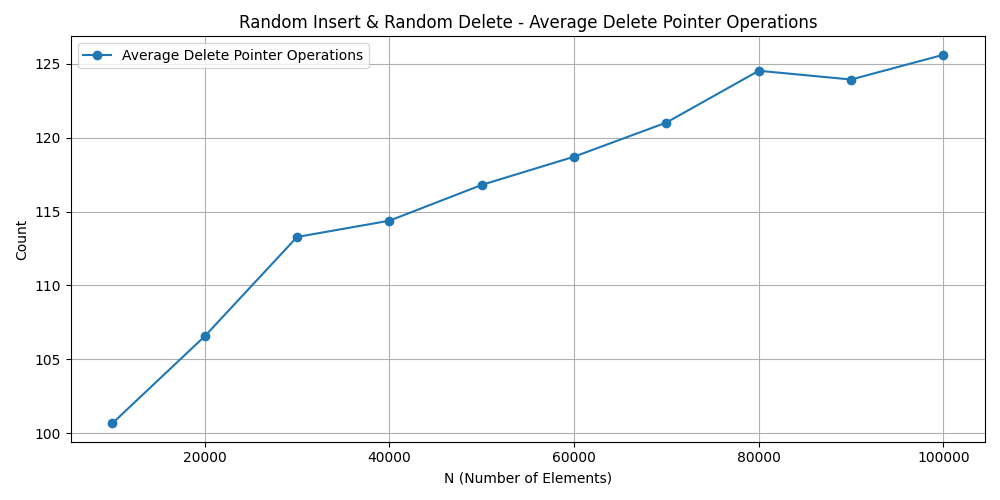 Random Insert & Random Delete - Average Delete Pointer Operations
Average Delete Pointer Operations
Count
125
120
115
110
105
100
20000
40000
60000
80000
100000
N (Number of Elements)